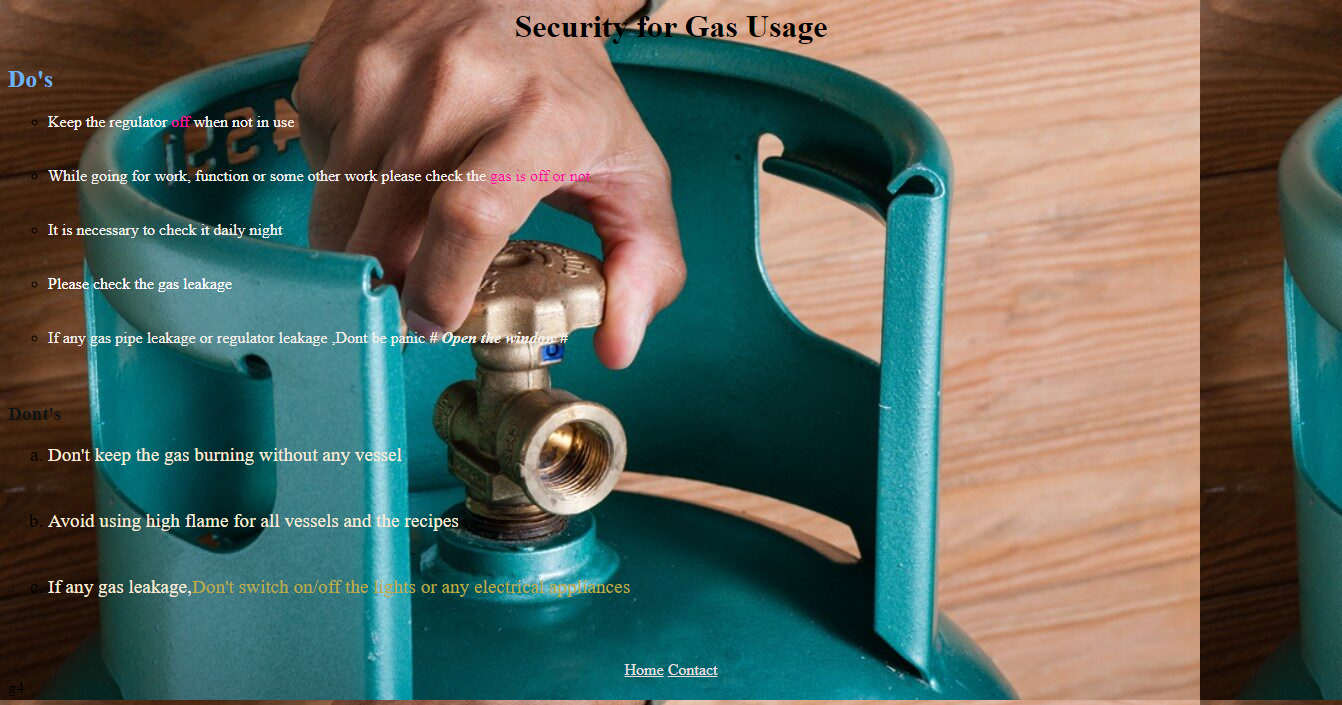 Security for Gas Usage
Do's
Keep the regulator off when not in use
While going for work, function or some other work please check the gas is off or not
It is necessary to check it daily night
Please check the gas leakage
If any gas pipe leakage or regulator leakage ,Dont be panic # Open the window #
Dont's
a. Don't keep the gas burning without any vessel
b. Avoid using high flame for all vessels and the recipes
c. If any gas leakage,Don't switch on/off the lights or any electrical appliances
Home Contact
g4